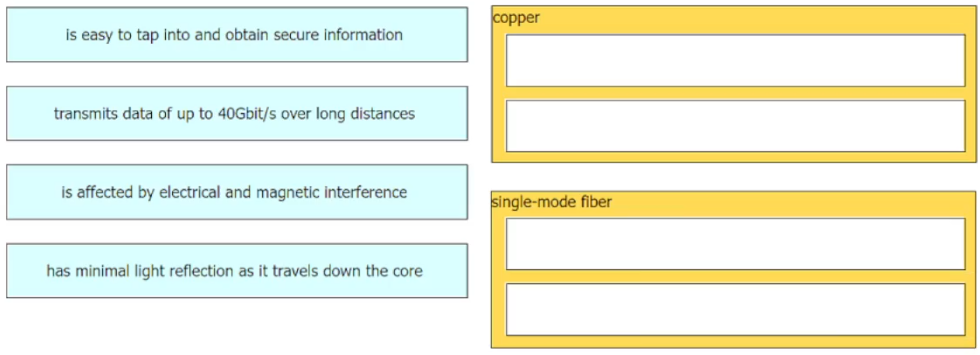 is easy to tap into and obtain secure information
transmits data of up to 40Gbit/s over long distances
is affected by electrical and magnetic interference
has minimal light reflection as it travels down the core
copper
single-mode fiber